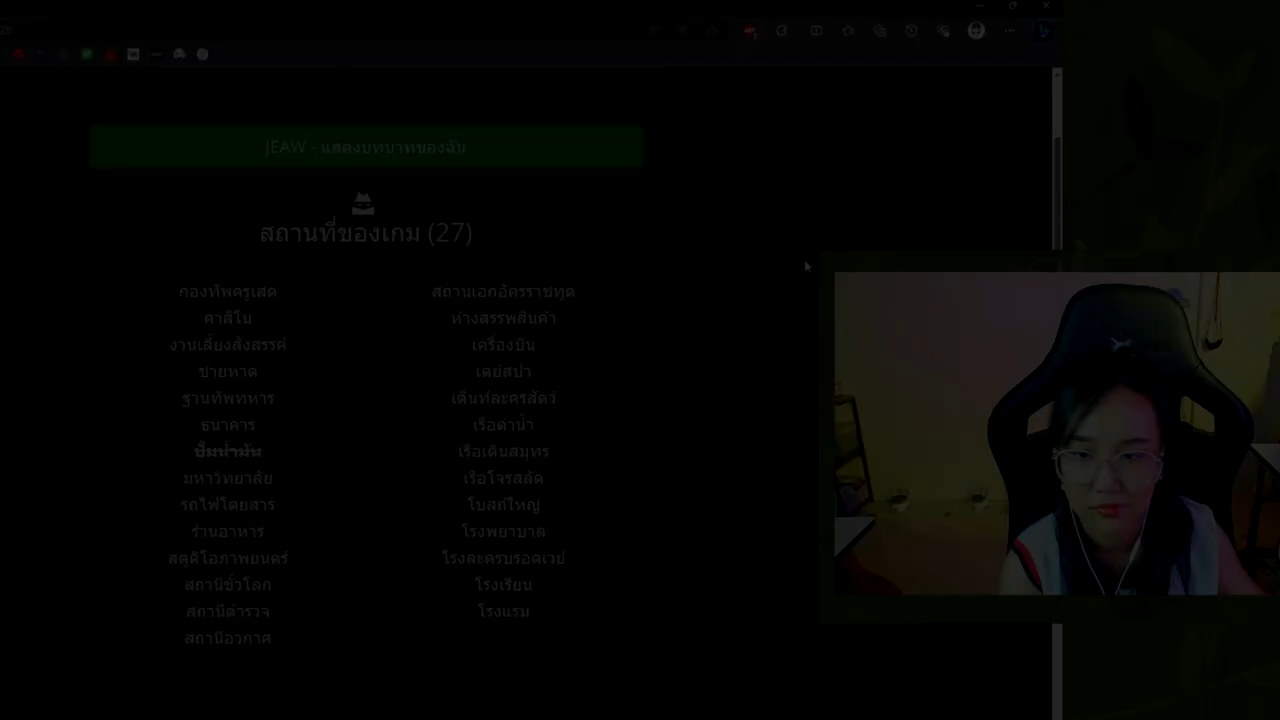 JEAW - แสดงบทบาทของฉัน
สถานที่ของเกม (27)
กองทัพครูเสด
คาสิโน
งานเลี้ยงสังสรรค์
ชายหาด
ฐานทัพทหาร
ธนาคาร
ปั๊มน้ำมัน
มหาวิทยาลัย
รถไฟโดยสาร
ร้านอาหาร
สตูดิโอภาพยนตร์
สถานีขั้วโลก
สถานีตำรวจ
สถานีอวกาศ
สถานเอกอัครราชทูต
ห้างสรรพสินค้า
เครื่องบิน
เดย์สปา
เต็นท์ละครสัตว์
เรือดำน้ำ
เรือเดินสมุทร
เรือโจรสลัด
โบสถ์ใหญ่
โรงพยาบาล
โรงละครบรอดเวย์
โรงเรียน
โรงแรม